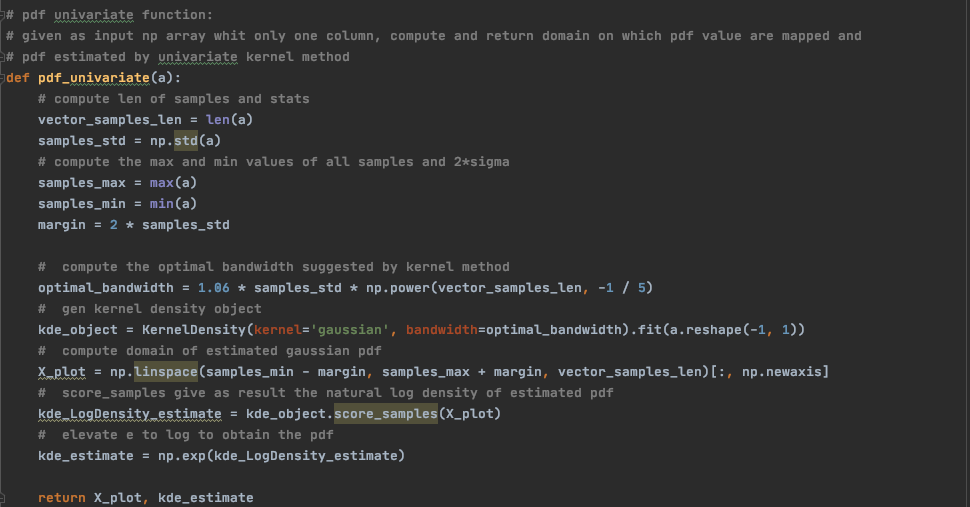 # pdf univariate function:
# given as input np array whit only one column, compute and return domain on which pdf value are mapped and
# pdf estimated by univariate kernel method
def pdf_univariate(a):
    # compute len of samples and stats
    vector_samples_len = len(a)
    samples_std = np.std(a)
    # compute the max and min values of all samples and 2*sigma
    samples_max = max(a)
    samples_min = min(a)
    margin = 2 * samples_std

    #  compute the optimal bandwidth suggested by kernel method
    optimal_bandwidth = 1.06 * samples_std * np.power(vector_samples_len, -1 / 5)
    #  gen kernel density object
    kde_object = KernelDensity(kernel='gaussian', bandwidth=optimal_bandwidth).fit(a.reshape(-1, 1))
    #  compute domain of estimated gaussian pdf
    X_plot = np.linspace(samples_min - margin, samples_max + margin, vector_samples_len)[:, np.newaxis]
    #  score_samples give as result the natural log density of estimated pdf
    kde_LogDensity_estimate = kde_object.score_samples(X_plot)
    #  elevate e to log to obtain the pdf
    kde_estimate = np.exp(kde_LogDensity_estimate)

    return X_plot, kde_estimate